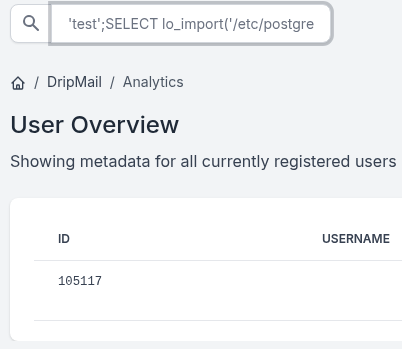 'test';SELECT lo_import('/etc/postgre
/ DripMail / Analytics
User Overview
Showing metadata for all currently registered users
ID USERNAME
105117